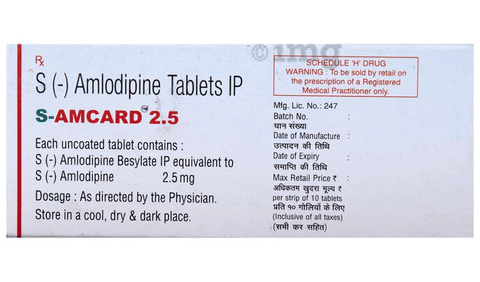 Rx
S (-) Amlodipine Tablets IP
S-AMCARD™ 2.5
Each uncoated tablet contains :
S (-) Amlodipine Besylate IP equivalent to
S (-) Amlodipine 2.5 mg
Dosage : As directed by the Physician.
Store in a cool, dry & dark place.
1mg
SCHEDULE 'H' DRUG
WARNING : To be sold by retail on
the prescription of a Registered
Medical Practitioner only.
Mfg. Lic. No.: 247
Batch No. :
घान संख्या
Date of Manufacture :
उत्पादन की तिथि
Date of Expiry :
समाप्ति की तिथि
Max Retail Price ₹ :
अधिकतम खुदरा मूल्य ₹
per strip of 10 tablets
प्रति १० गोलियों के लिए
(Inclusive of all taxes)
(सभी कर सहित)